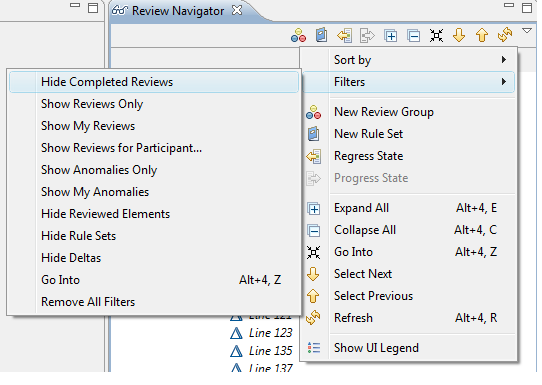 Review Navigator
Sort by
Filters
New Review Group
New Rule Set
Regress State
Progress State
Expand All Alt+4, E
Collapse All Alt+4, C
Go Into Alt+4, Z
Select Next
Select Previous
Refresh Alt+4, R
Show UI Legend
Hide Completed Reviews
Show Reviews Only
Show My Reviews
Show Reviews for Participant...
Show Anomalies Only
Show My Anomalies
Hide Reviewed Elements
Hide Rule Sets
Hide Deltas
Go Into Alt+4, Z
Remove All Filters
Line 123
Line 135
Line 137